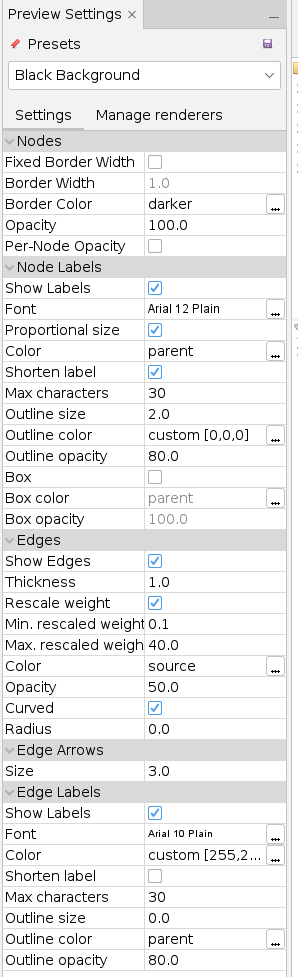 Preview Settings
Presets
Black Background
Settings Manage renderers
Nodes
Fixed Border Width
Border Width 1.0
Border Color darker ...
Opacity 100.0
Per-Node Opacity
Node Labels
Show Labels
Font Arial 12 Plain ...
Proportional size
Color parent ...
Shorten label
Max characters 30
Outline size 2.0
Outline color custom [0,0,0] ...
Outline opacity 80.0
Box
Box color parent ...
Box opacity 100.0
Edges
Show Edges
Thickness 1.0
Rescale weight
Min. rescaled weight 0.1
Max. rescaled weigh 40.0
Color source ...
Opacity 50.0
Curved
Radius 0.0
Edge Arrows
Size 3.0
Edge Labels
Show Labels
Font Arial 10 Plain ...
Color custom [255,2... ...
Shorten label
Max characters 30
Outline size 0.0
Outline color parent ...
Outline opacity 80.0